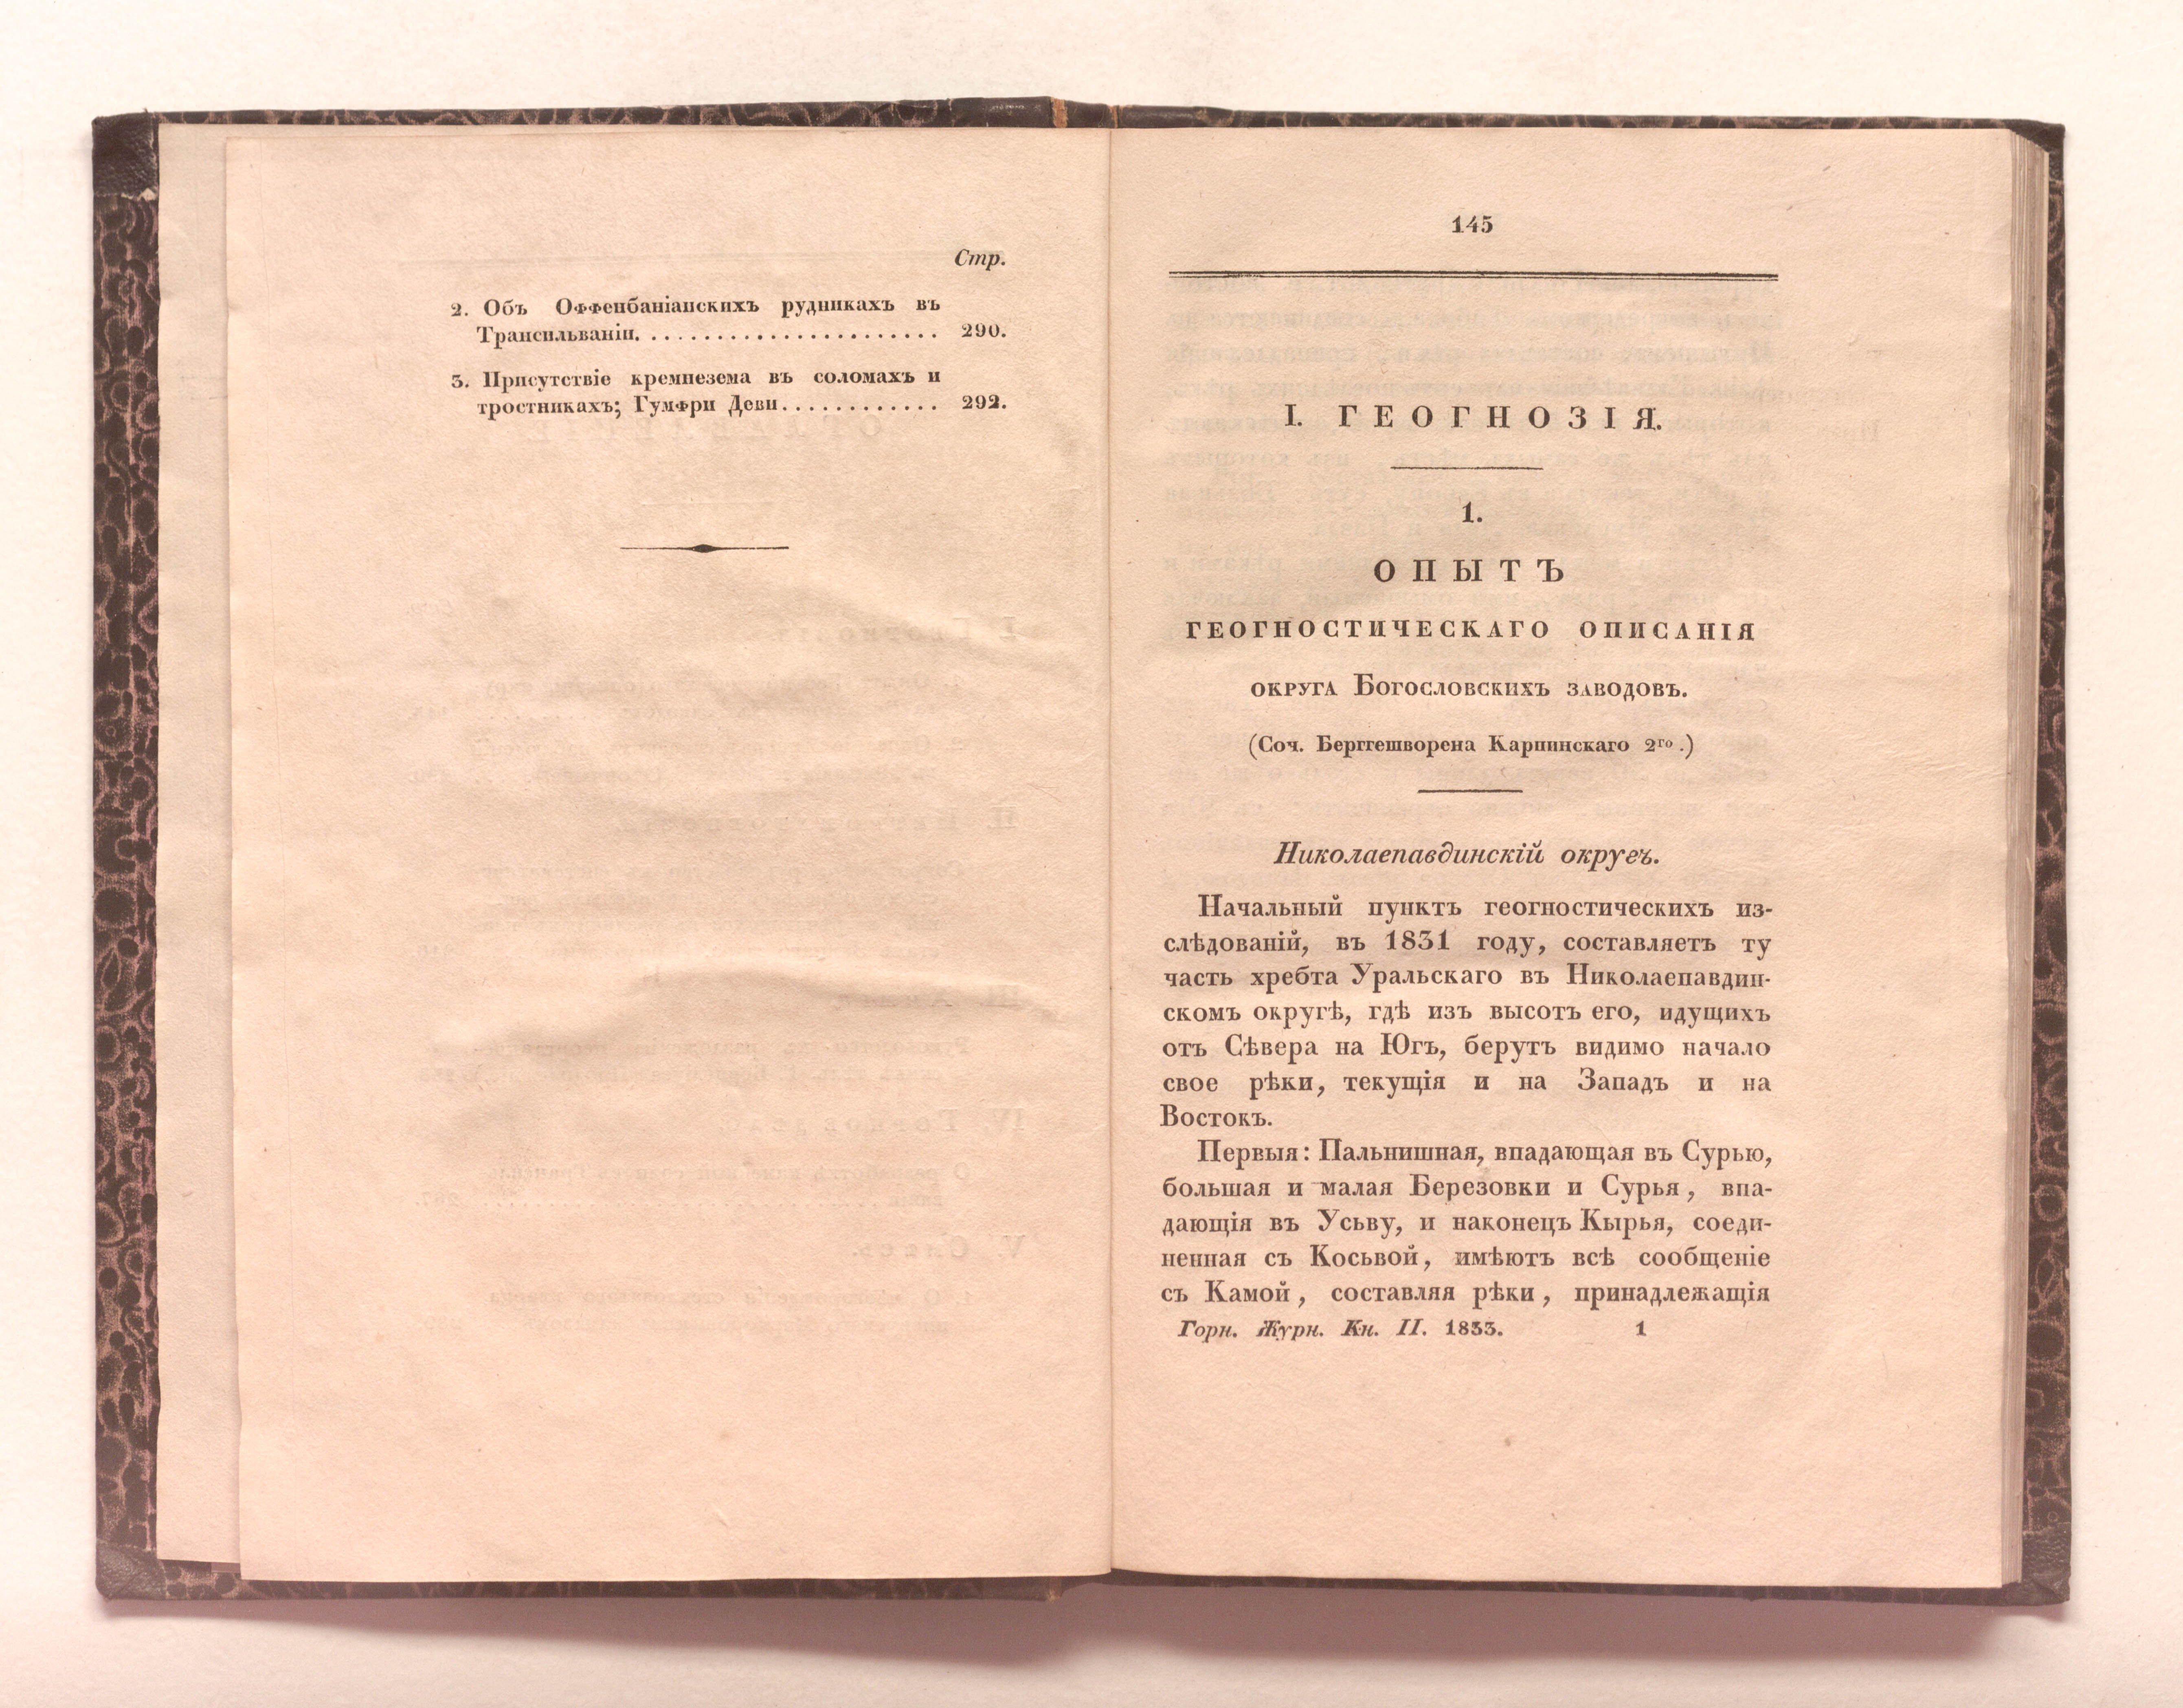 Стр.
2. Объ Оффенбаніанскихъ рудникахъ въ
Трансильваніи. ...................... 290.
3. Присутствіе кремнезема въ соломахъ и
тростникахъ; Гумфри Деви............ 292.
145
I. ГЕОГНОЗІЯ.
1.
ОПЫТЪ
ГЕОГНОСТИЧЕСКАГО ОПИСАНІЯ
ОКРУГА БОГОСЛОВСКИХЪ ЗАВОДОВЪ.
(Соч. Берггешворена Карпинскаго 2го.)
Николаепавдинскій округъ.
Начальный пунктъ геогностическихъ из-
слѣдованій, въ 1831 году, составляетъ ту
часть хребта Уральскаго въ Николаепавдин-
скомъ округѣ, гдѣ изъ высотъ его, идущихъ
отъ Сѣвера на Югъ, берутъ видимо начало
свое рѣки, текущія и на Западъ и на
Востокъ.
Первыя: Пальнишная, впадающая въ Сурью,
большая и малая Березовки и Сурья, впа-
дающія въ Усьву, и наконецъ Кырья, соеди-
ненная съ Косьвой, имѣютъ всѣ сообщеніе
съ Камой, составляя рѣки, принадлежащія
Горн. Журн. Кн. II. 1833. 1